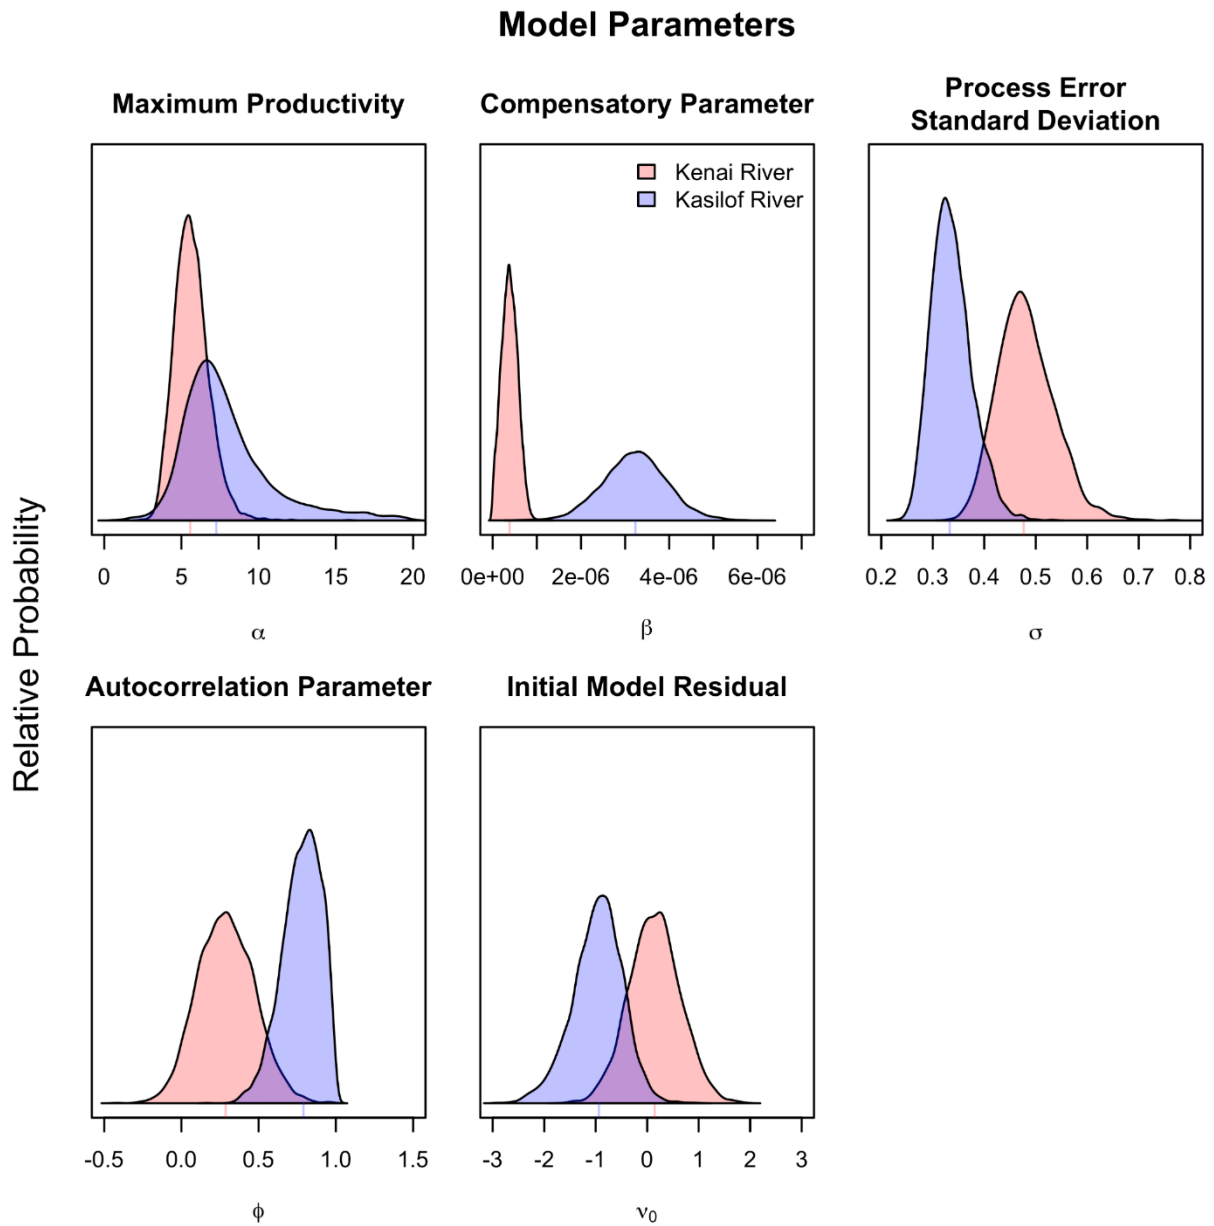 Model Parameters
Maximum Productivity
Compensatory Parameter
Process Error
Standard Deviation
Kenai River
Kasilof River
0 5 10 15 20
0e+00 2e-06 4e-06 6e-06
0.2 0.3 0.4 0.5 0.6 0.7 0.8
α
β
σ
Relative Probability
Autocorrelation Parameter
Initial Model Residual
-0.5 0.0 0.5 1.0 1.5
-3 -2 -1 0 1 2 3
ϕ
ν₀